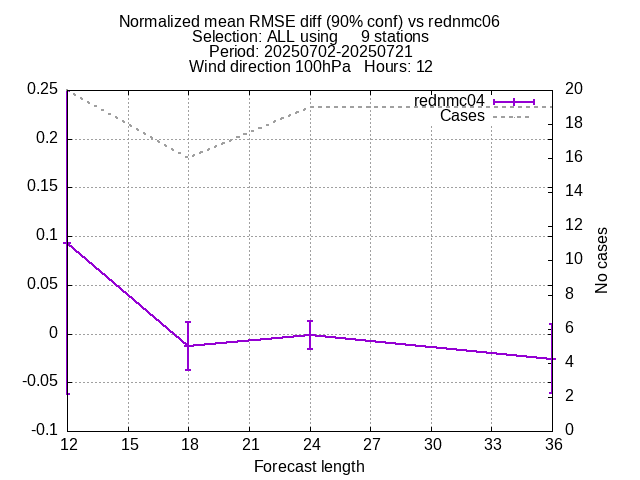 Normalized mean RMSE diff (90% conf) vs rednmc06
Selection: ALL using     9 stations
Period: 20250702-20250721
Wind direction 100hPa   Hours: 12
rednmc04
Cases
0.25
0.2
0.15
0.1
0.05
0
-0.05
-0.1
20
18
16
14
12
10
8
6
4
2
0
No cases
12 15 18 21 24 27 30 33 36
Forecast length